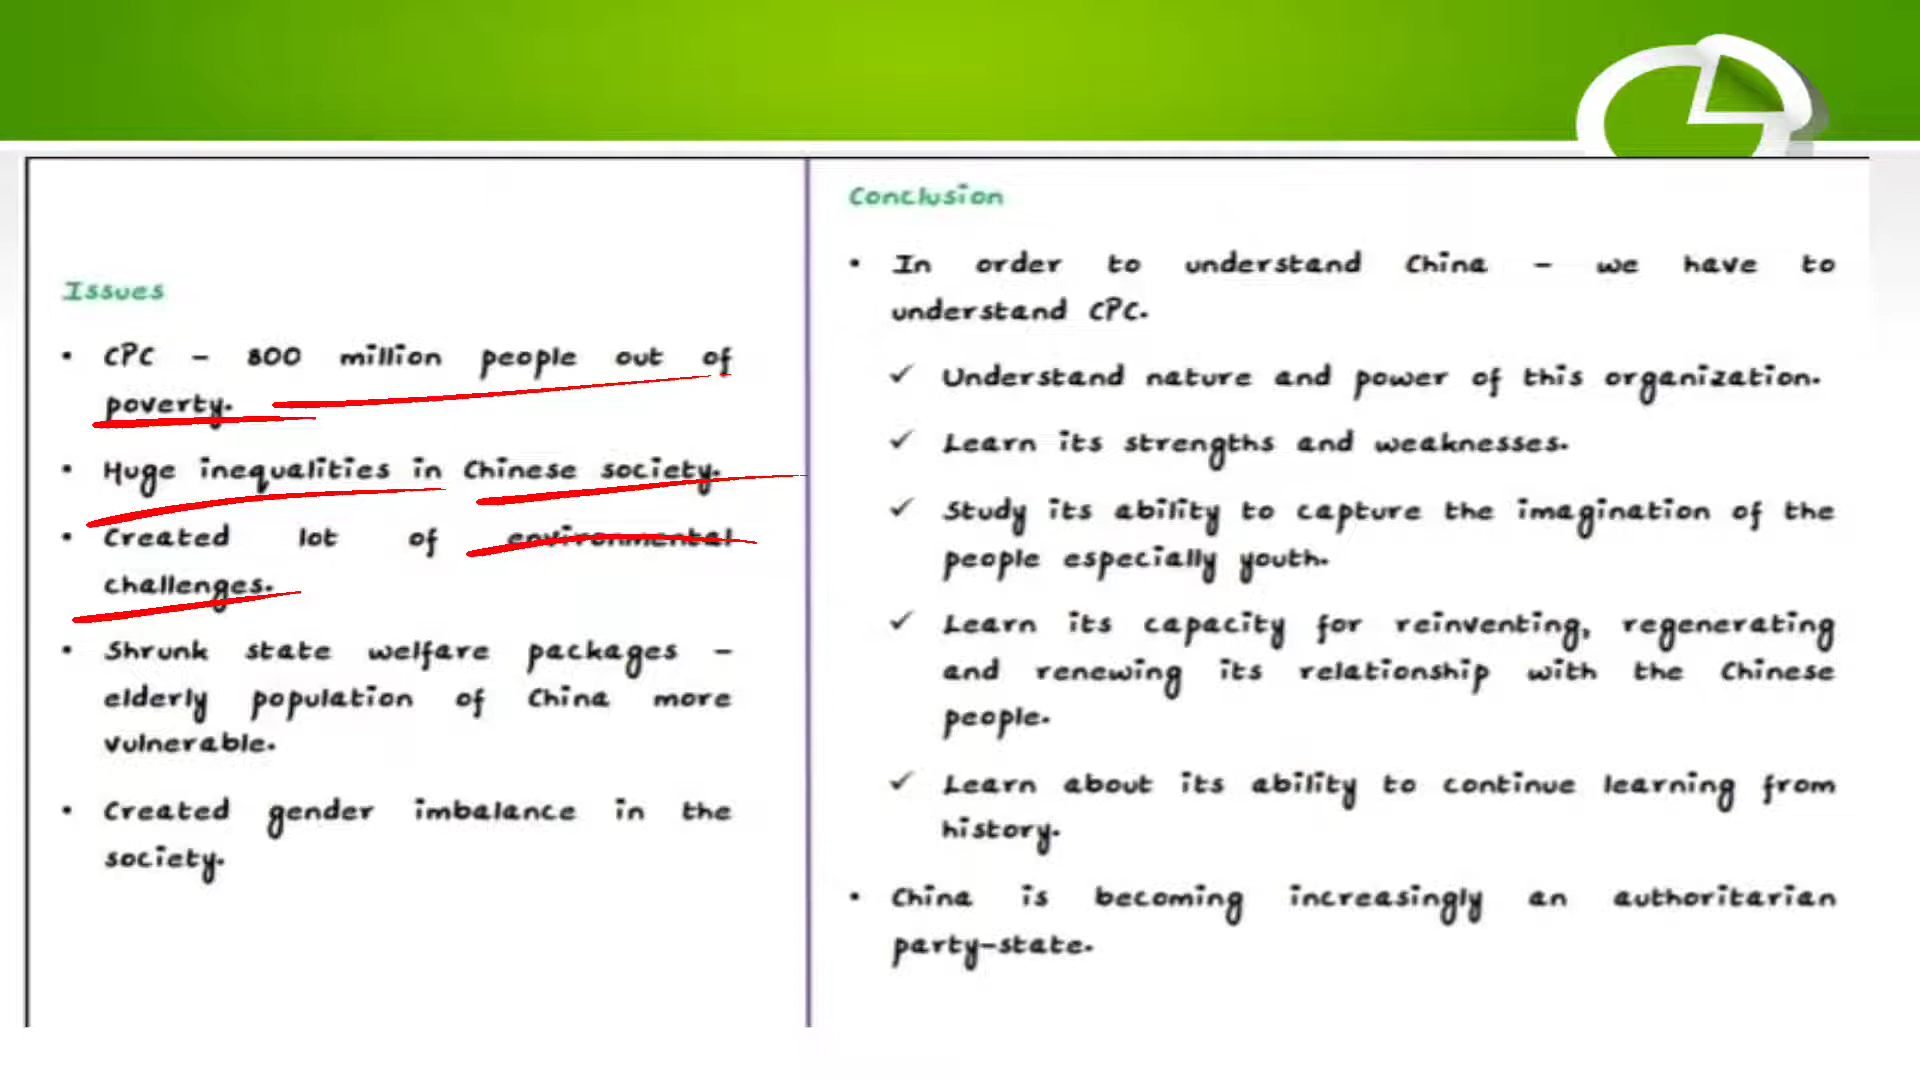 Issues
• CPC - 800 million people out of
poverty.
• Huge inequalities in Chinese society.
• Created lot of environmental
challenges.
• Shrunk state welfare packages -
elderly population of China more
vulnerable.
• Created gender imbalance in the
society.
Conclusion
• In order to understand China - we have to
understand CPC.
✓ Understand nature and power of this organization.
✓ Learn its strengths and weaknesses.
✓ Study its ability to capture the imagination of the
people especially youth.
✓ Learn its capacity for reinventing, regenerating
and renewing its relationship with the Chinese
people.
✓ Learn about its ability to continue learning from
history.
• China is becoming increasingly an authoritarian
party-state.